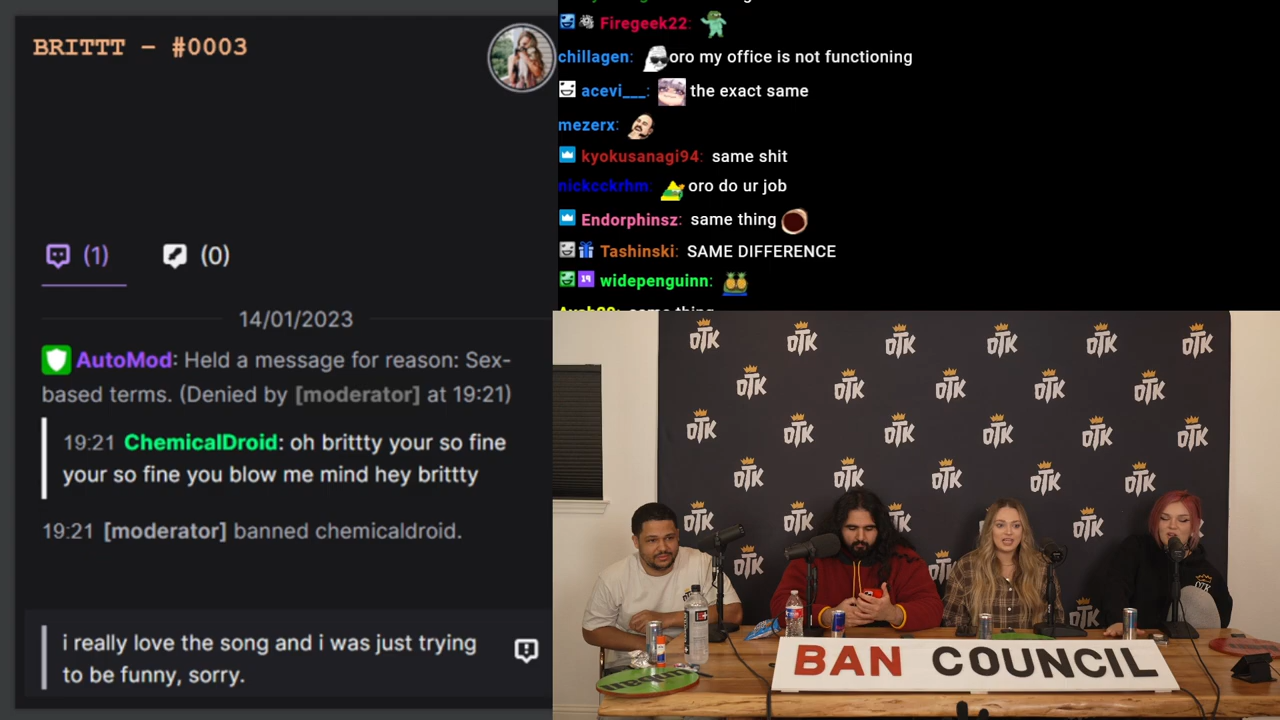 BRITTT – #0003
(1)
(0)
14/01/2023
AutoMod: Held a message for reason: Sex-
based terms. (Denied by [moderator] at 19:21)
19:21 ChemicalDroid: oh brittty your so fine
your so fine you blow me mind hey brittty
19:21 [moderator] banned chemicaldroid.
i really love the song and i was just trying
to be funny, sorry.
Firegeek22:
chillagen: oro my office is not functioning
acevi___: the exact same
mezerx:
kyokusanagi94: same shit
nickcckrhm: oro do ur job
Endorphinsz: same thing
Tashinski: SAME DIFFERENCE
widepenguinn:
OTK
BAN COUNCIL